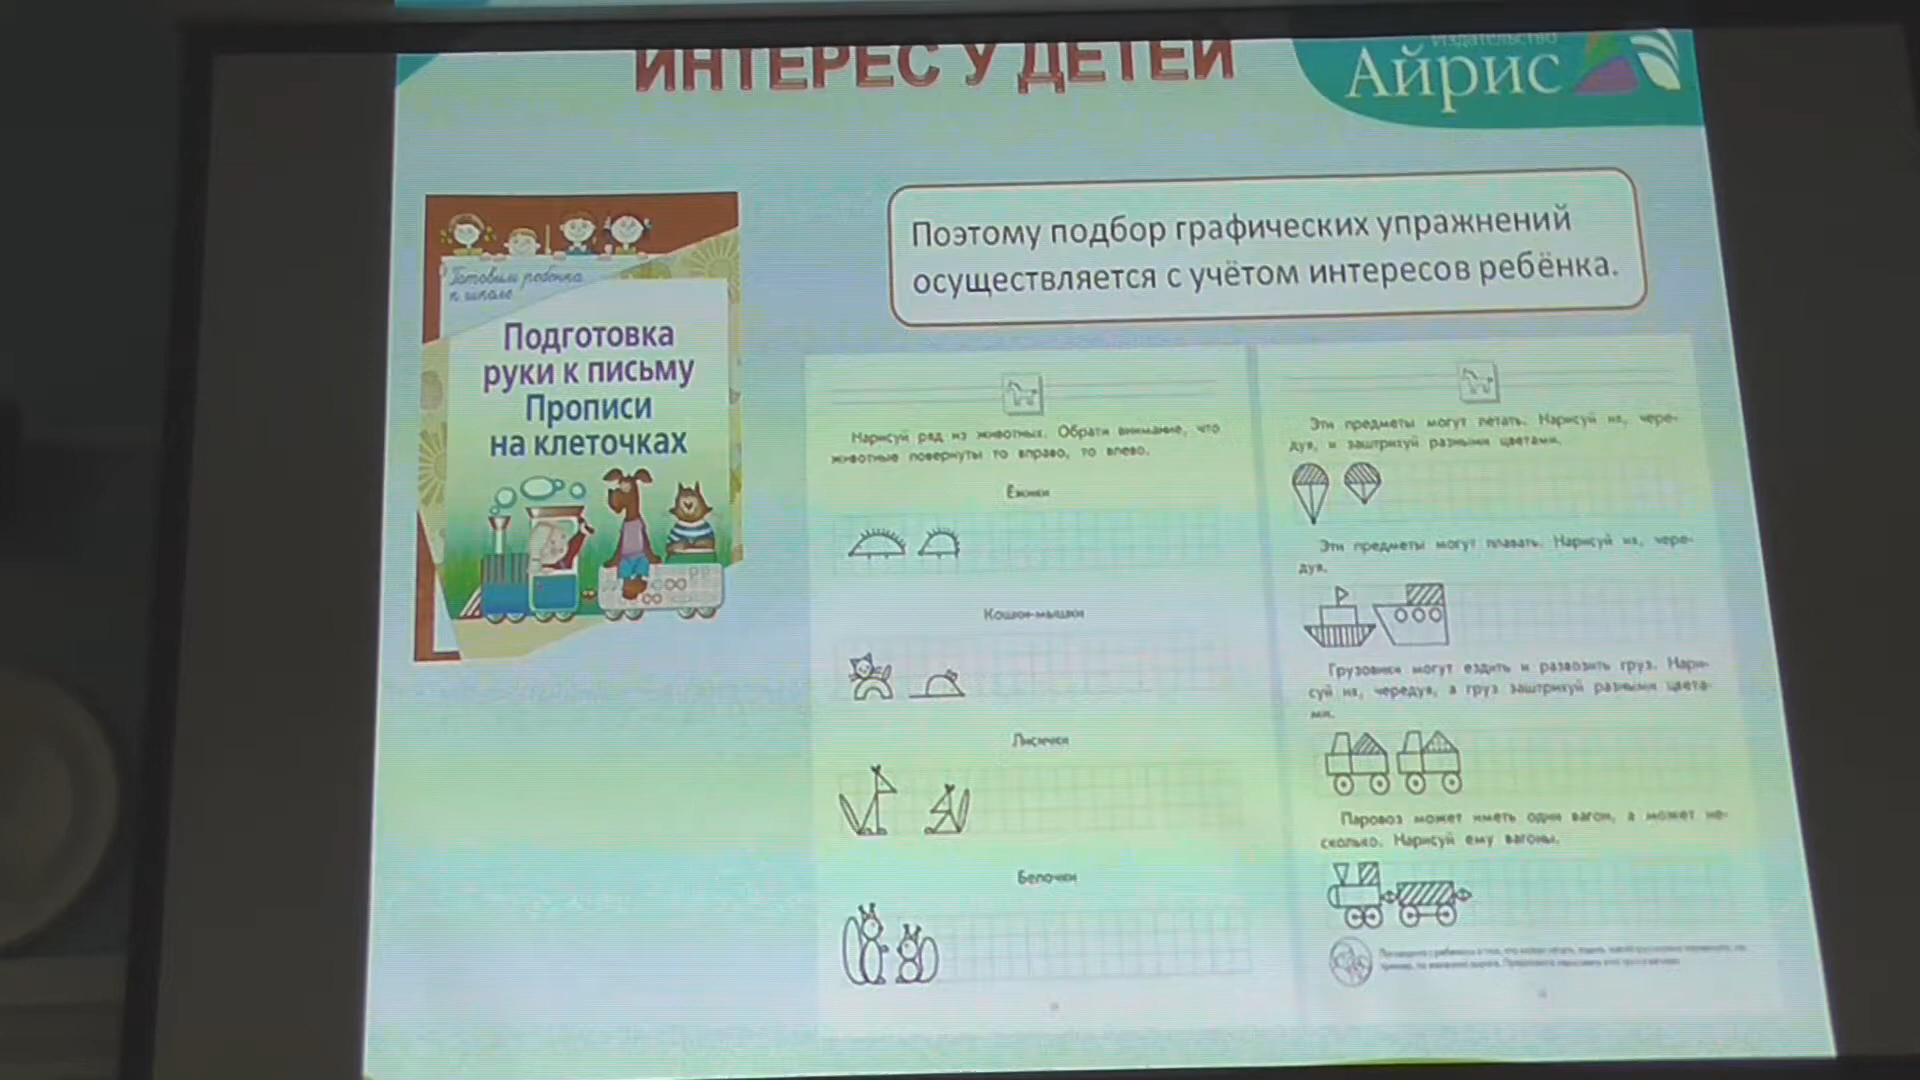 ИНТЕРЕС У ДЕТЕЙ
издательство
Айрис
Поэтому подбор графических упражнений
осуществляется с учётом интересов ребёнка.
Готовим ребёнка
к школе
Подготовка
руки к письму
Прописи
на клеточках
Нарисуй ряд из животных. Обрати внимание, что
животные повернуты то вправо, то влево.
Ёжики
Кошки-мышки
Лисички
Белочки
Эти предметы могут летать. Нарисуй их, чере-
дуя, и заштрихуй разными цветами.
Эти предметы могут плавать. Нарисуй их, чере-
дуя.
Грузовики могут ездить и развозить груз. Нари-
суй их, чередуя, а груз заштрихуй разными цвета-
ми.
Паровоз может иметь один вагон, а может не-
сколько. Нарисуй ему вагоны.